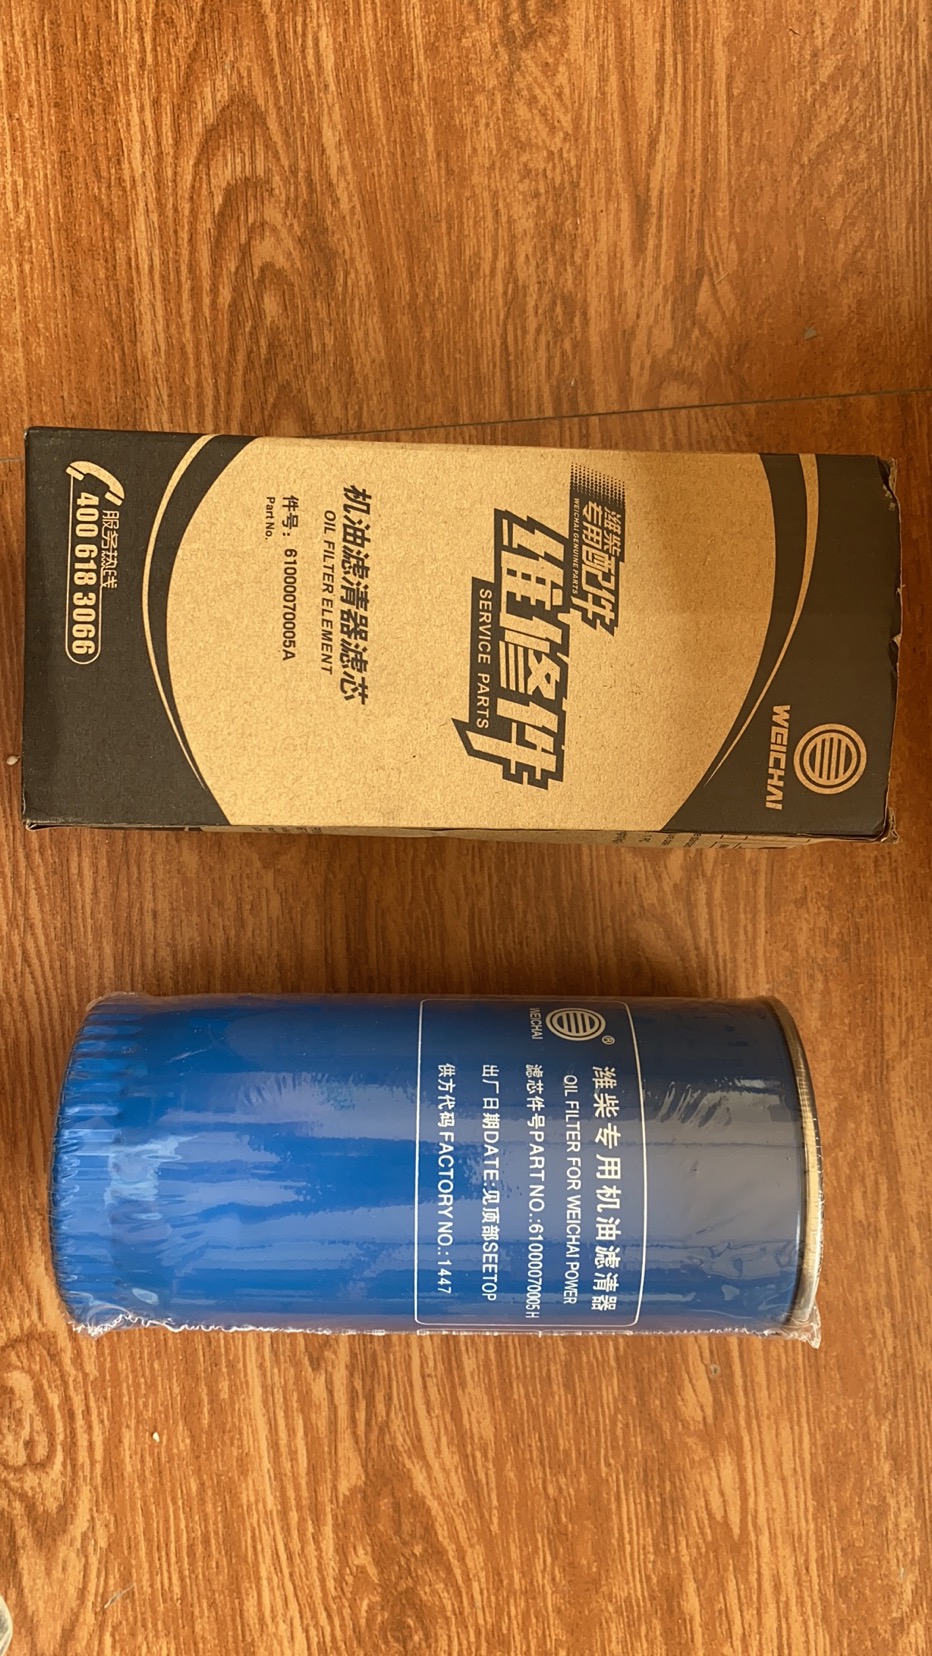 WEICHAI
潍柴
专用配件
WEICHAI GENUINE PARTS
维修件
SERVICE PARTS
机油滤清器滤芯
OIL FILTER ELEMENT
件号：610000070005A
Part No.
服务热线
400 618 3066
WEICHAI
®
潍柴专用机油滤清器
OIL FILTER FOR WEICHAI POWER
滤芯件号PART NO.:610000070005H
出厂日期DATE:见顶部SEETOP
供方代码FACTORY NO.:1447